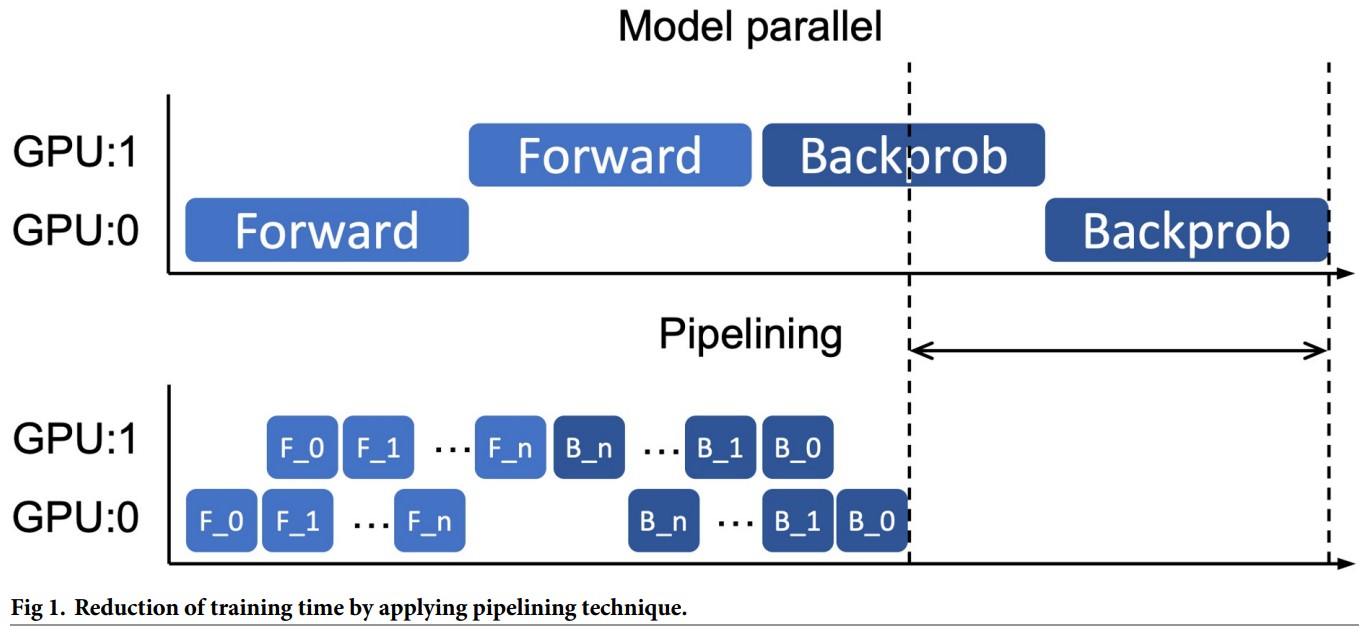 Model parallel
GPU:1 Forward Backprob
GPU:0 Forward Backprob
Pipelining
GPU:1 F_0 F_1 ... F_n B_n ... B_1 B_0
GPU:0 F_0 F_1 ... F_n B_n ... B_1 B_0
Fig 1. Reduction of training time by applying pipelining technique.